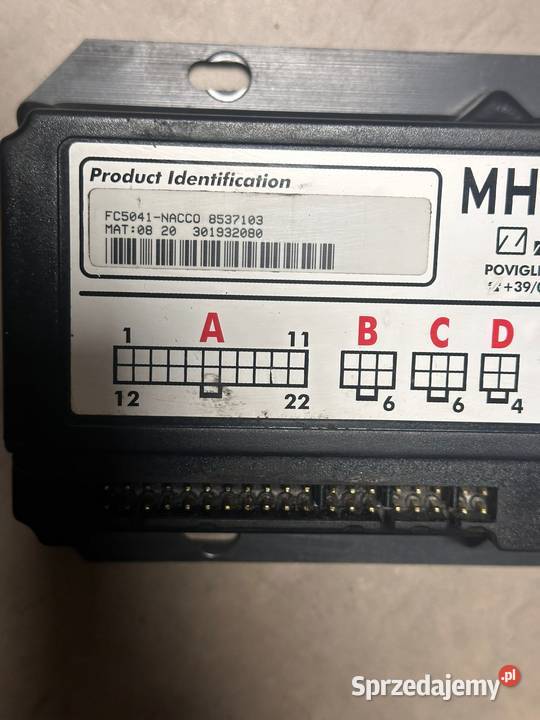 Product Identification
FC5041-NACCO 8537103
MAT:08 20 301932080
MH
POVIGL
+39/0
A
B
C
D
1
11
12
22
6
6
4
Sprzedajemy.pl